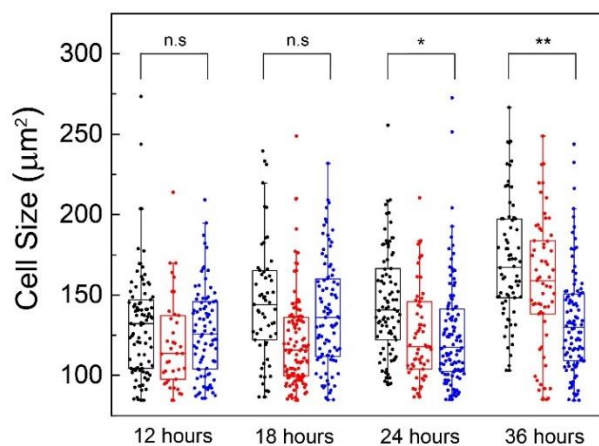 n.s
n.s
*
**
300
250
200
150
100
Cell Size (μm²)
12 hours
18 hours
24 hours
36 hours